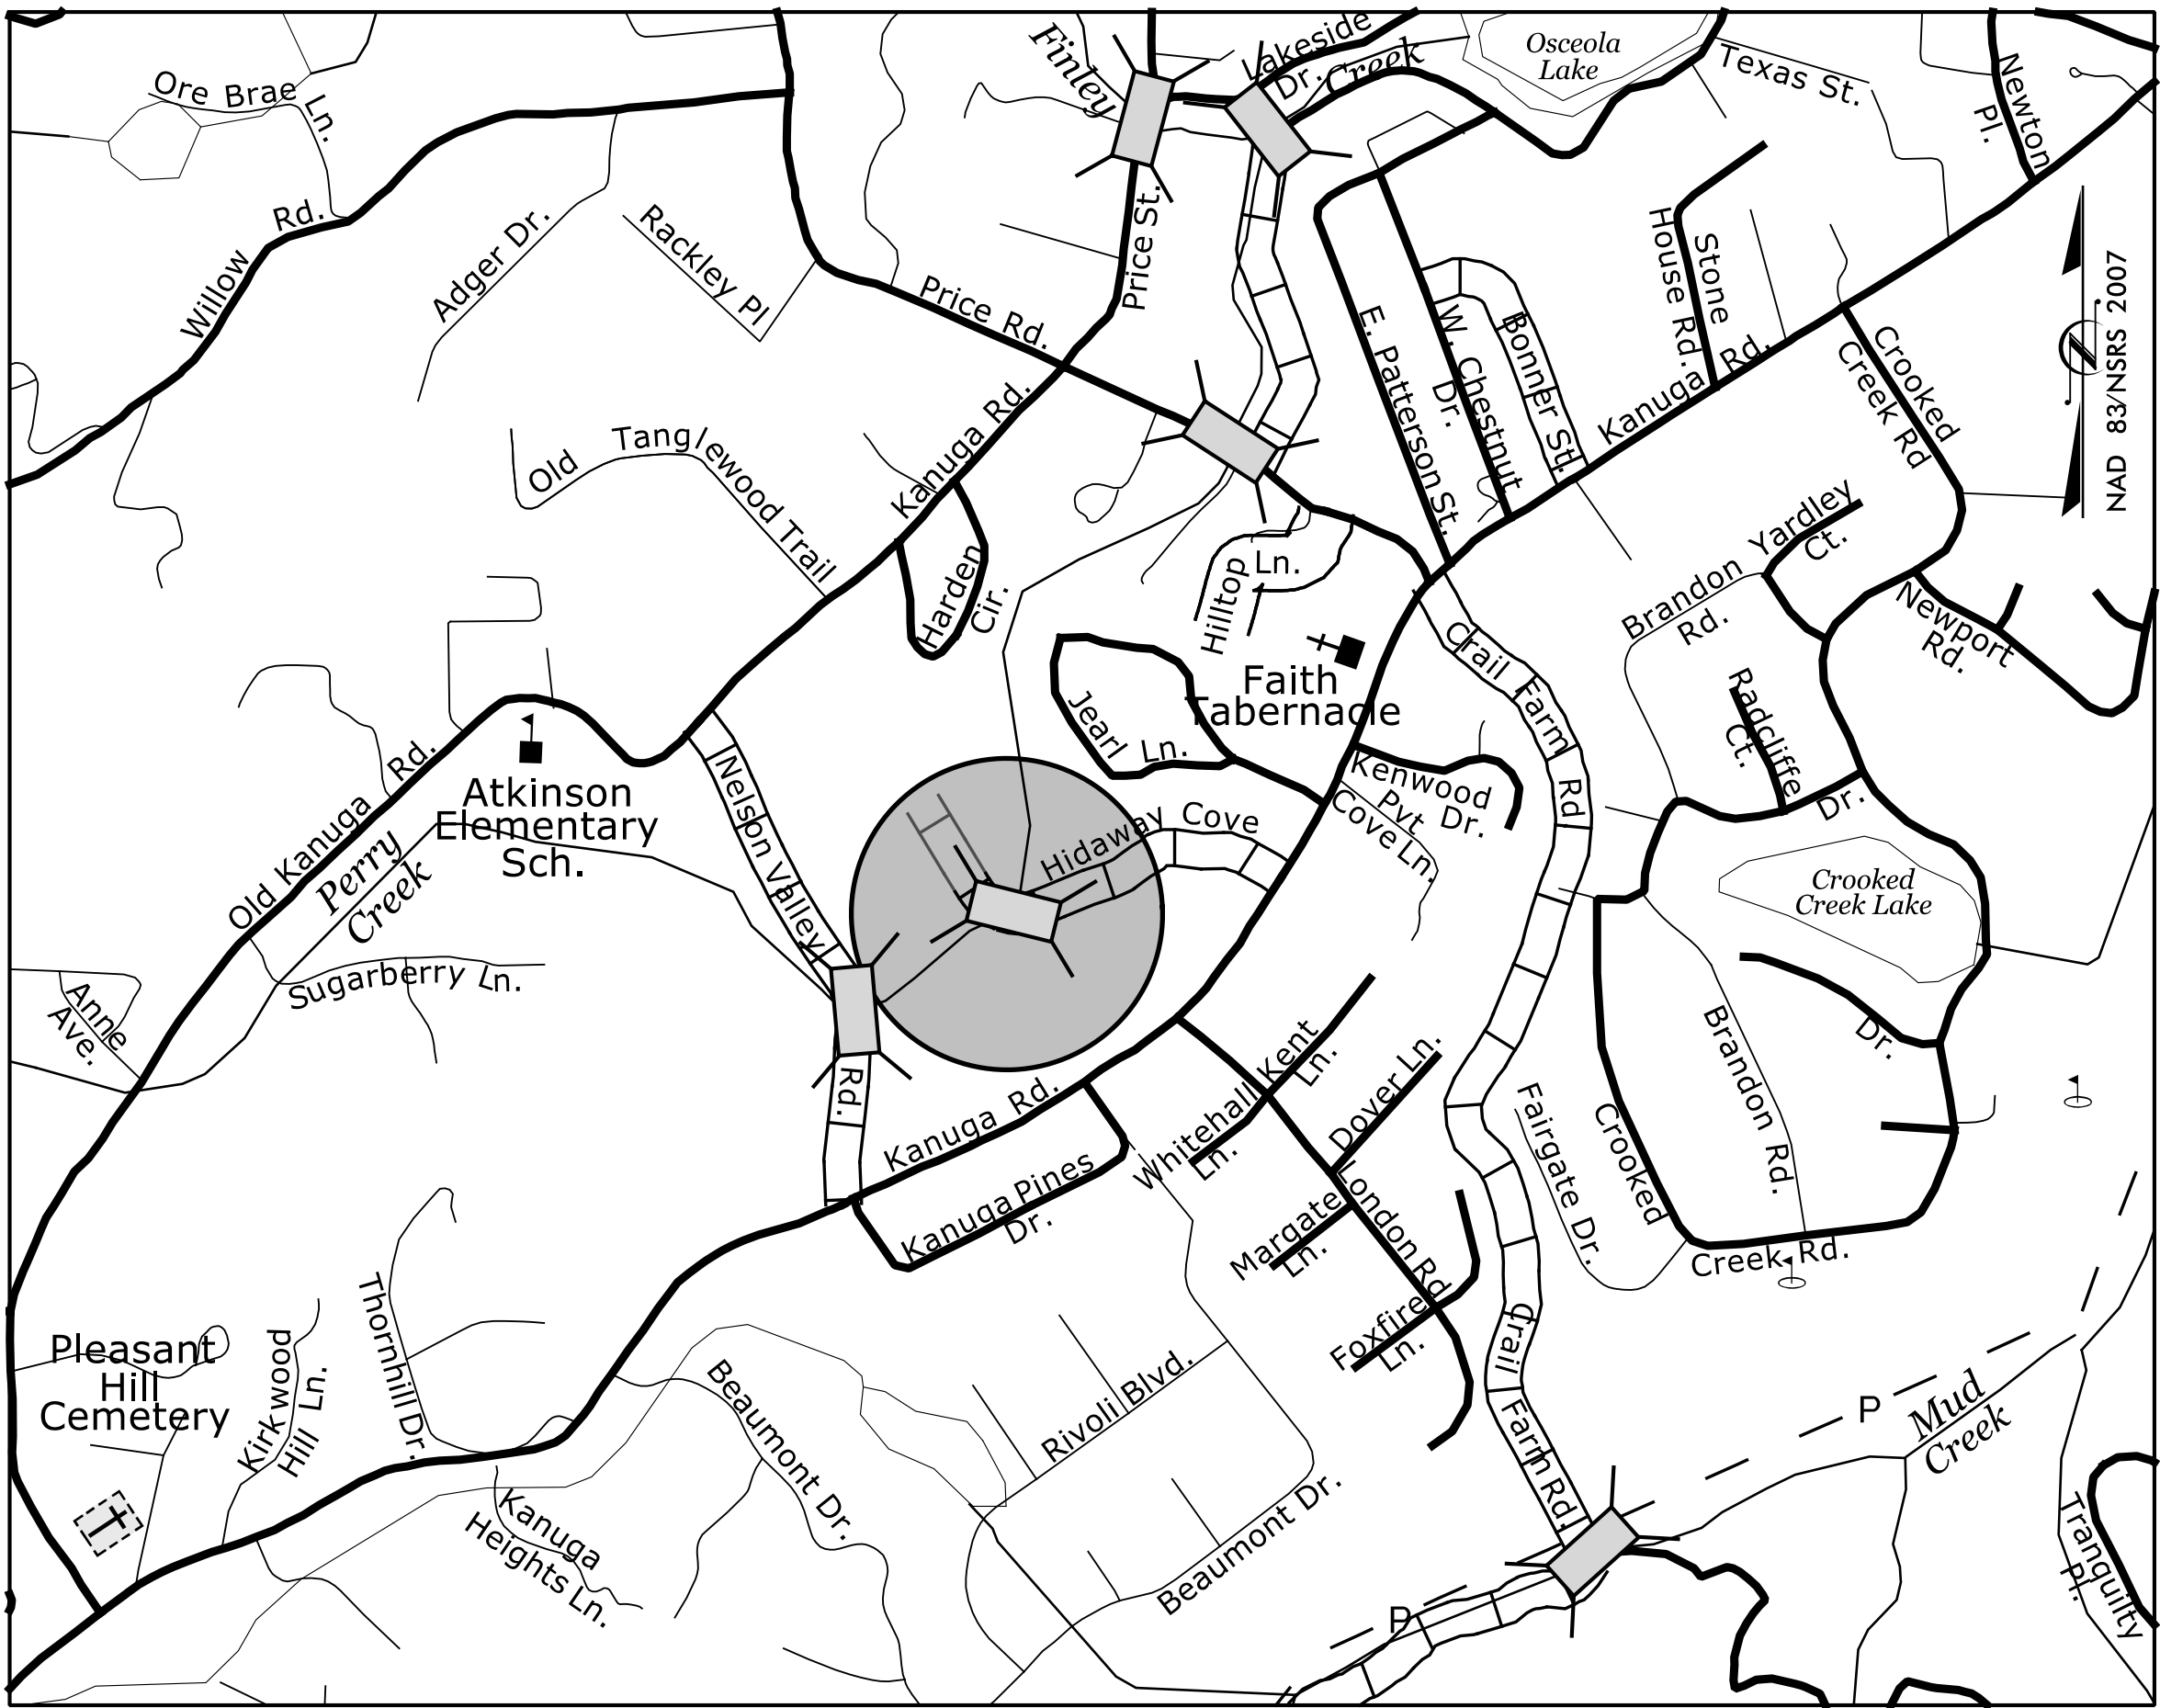 Finley
Lakeside
Dr.
Creek
Osceola
Lake
Texas St.
Newton
Pl.
Ore Brae
Ln.
Willow
Rd.
Adger Dr.
Rackley Pl
Price St.
Price Rd.
House Rd.
Stone
E. Patterson St.
W. Chestnut
Dr.
Bonner St.
Kanuga Rd.
Crooked
Creek Rd
NAD 83/NSRS 2007
N
Old Tanglewood Trail
Kanuga Rd.
Harden
Cir.
Hilltop
Ln.
Yardley
Ct.
Brandon
Rd.
Newport
Rd.
Crail Farm Rd
Faith
Tabernacle
Jearl Ln.
Radcliffe
Ct.
Dr.
Kenwood
Pvt Dr.
Cove Ln.
Atkinson
Elementary
Sch.
Old Kanuga Rd.
Perry
Creek
Nelson Valley
Rd.
Hidaway Cove
Crooked
Creek Lake
Sugarberry Ln.
Anne
Ave.
Dr.
Brandon Rd.
Kent
Ln.
Whitehall
Ln.
Dover Ln.
Kanuga Rd.
Kanuga Pines
Dr.
Fairgate Dr.
Crooked
Creek Rd.
Margate
Ln.
London Rd
Foxfire
Ln.
Crail Farm Rd.
Pleasant
Hill
Cemetery
Kirkwood
Hill Ln.
Thornhill Dr.
Beaumont Dr.
Rivoli Blvd.
Beaumont Dr.
Kanuga
Heights Ln.
P
Mud
Creek
P
Tranquilty
Pl.